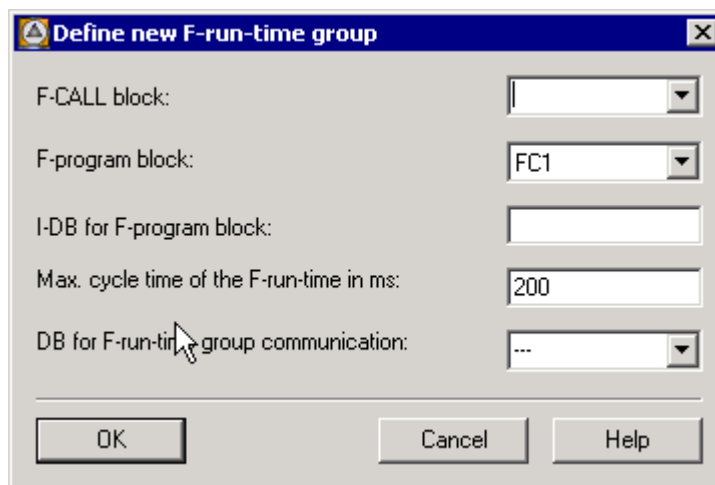 Define new F-run-time group
F-CALL block:
F-program block: FC1
I-DB for F-program block:
Max. cycle time of the F-run-time in ms: 200
DB for F-run-time group communication: ---
OK Cancel Help